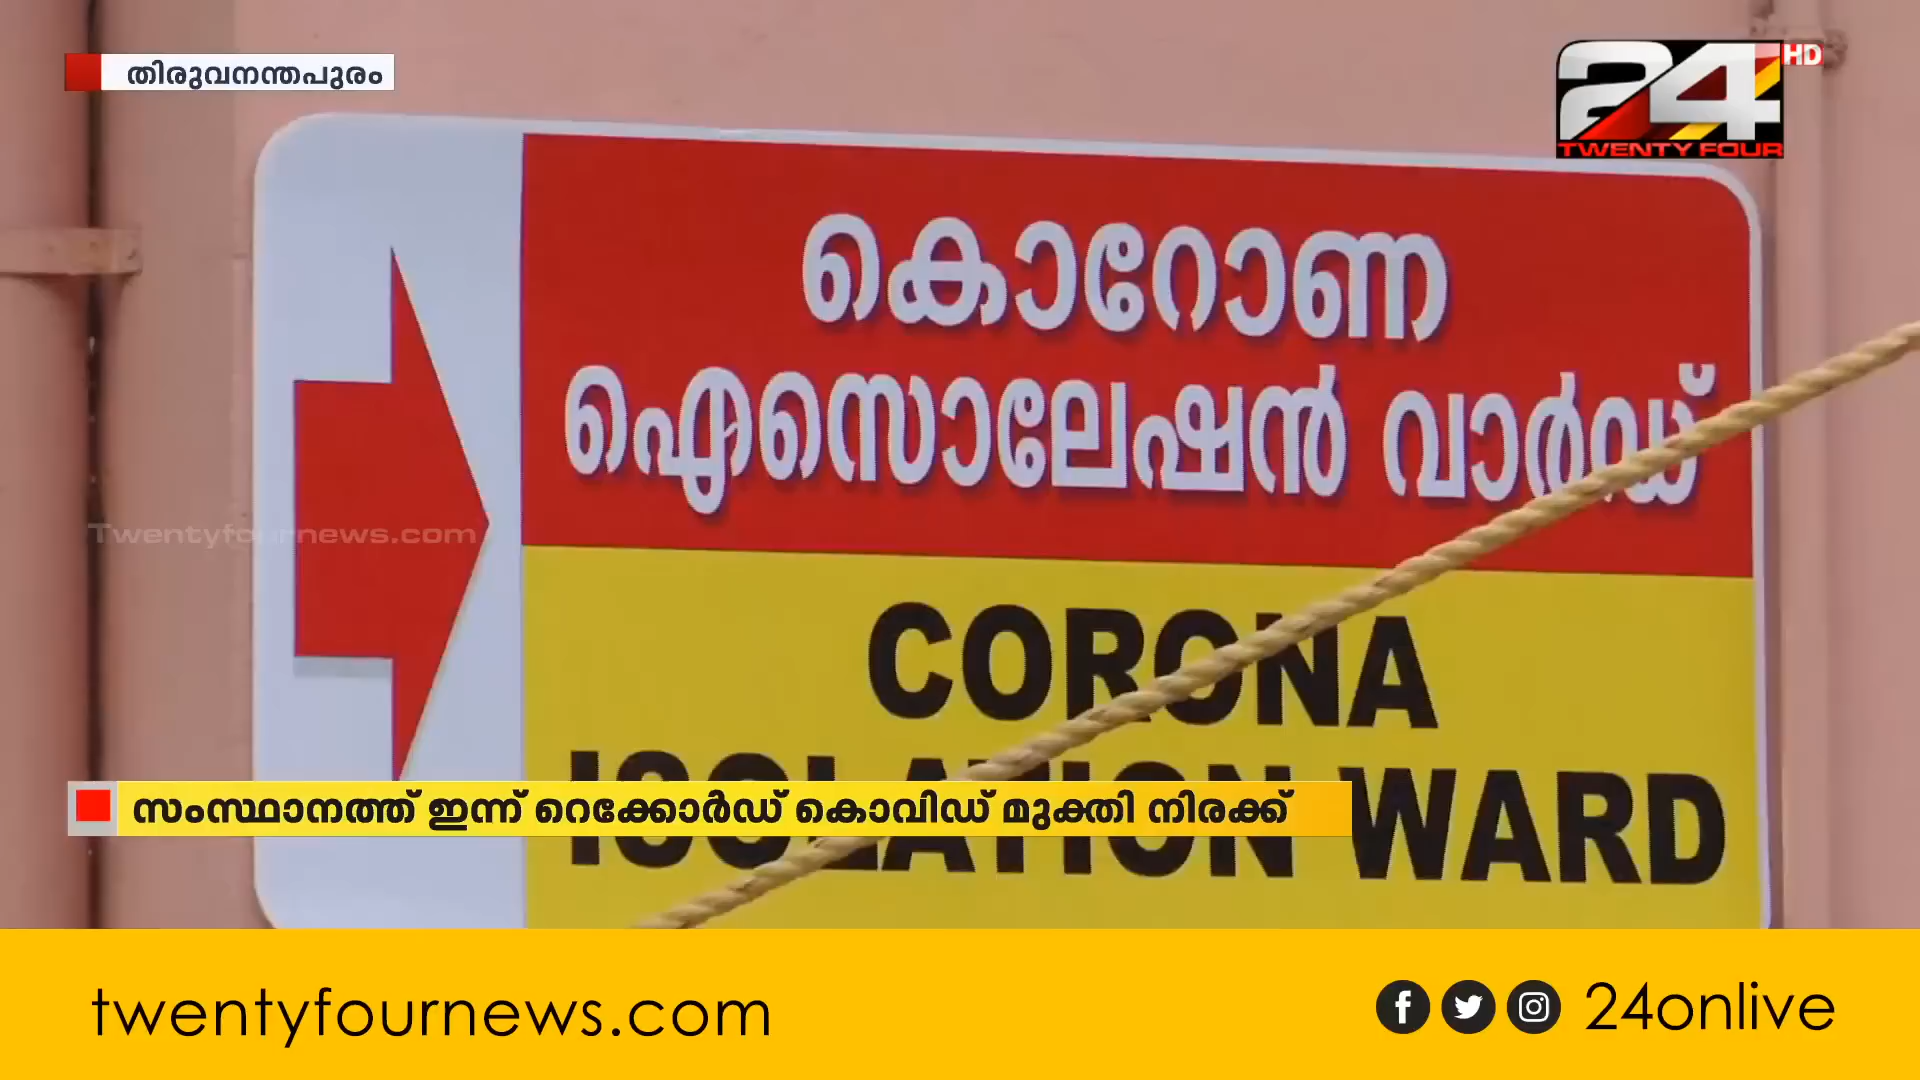 തിരുവനന്തപുരം
24 HD
TWENTY FOUR
കൊറോണ
ഐസൊലേഷൻ വാർഡ്
Twentyfournews.com
CORONA
ISOLATION WARD
സംസ്ഥാനത്ത് ഇന്ന് റെക്കോർഡ് കൊവിഡ് മുക്തി നിരക്ക്
twentyfournews.com
24onlive